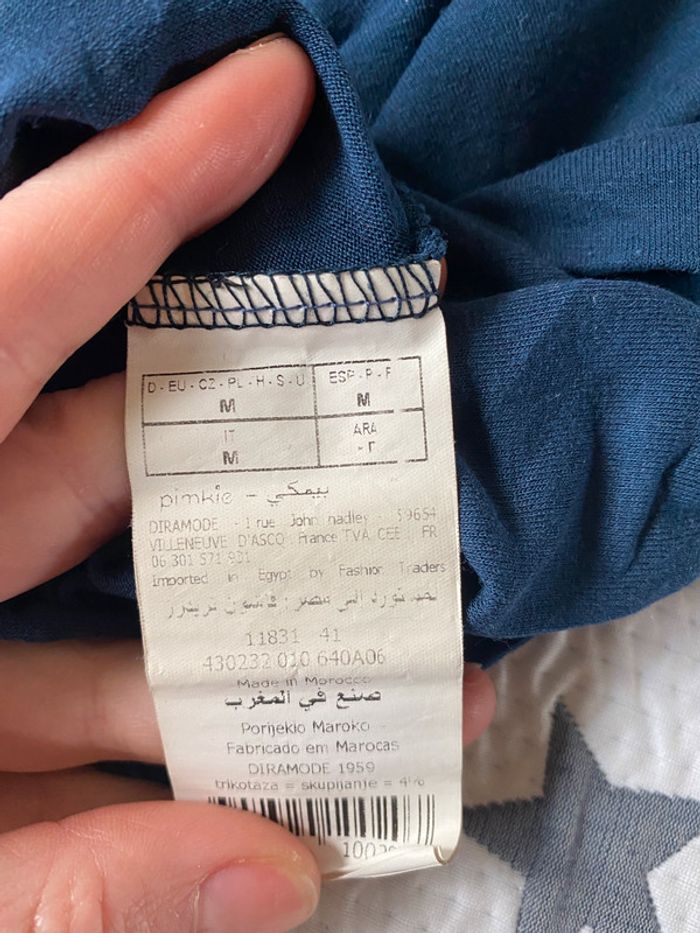 D - EU - CZ - PL - H - S - U
M
ESP - P - F
M
IT
M
ARA
- ٢
pimkie - بيمكي
DIRAMODE - 1 rue John hadley - 59654
VILLENEUVE D'ASCQ France TVA CEE FR
06 301 571 931
Imported in Egypt by Fashion Traders
11831 41
430232 010 640A06
Made in Morocco
صنع في المغرب
Porijeklo Maroko
Fabricado em Marocas
DIRAMODE 1959
trikotaza = skupljanje = 4%